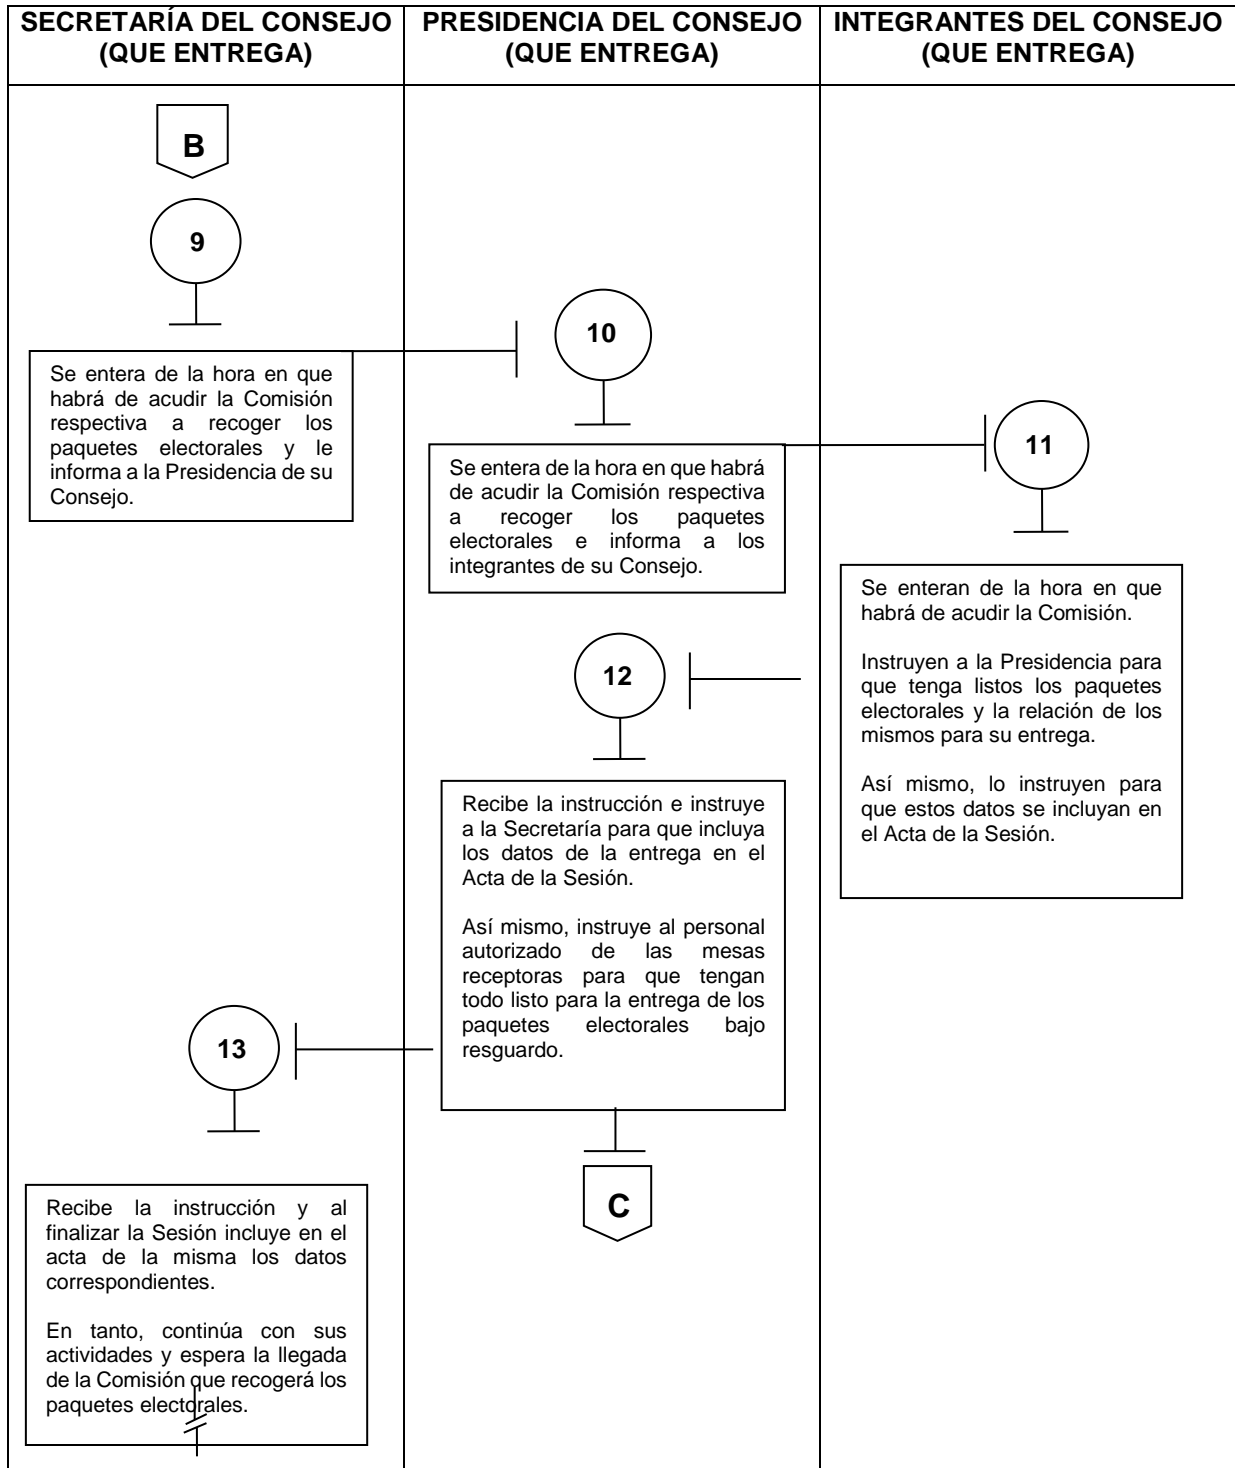 SECRETARÍA DEL CONSEJO
(QUE ENTREGA)
PRESIDENCIA DEL CONSEJO
(QUE ENTREGA)
INTEGRANTES DEL CONSEJO
(QUE ENTREGA)
B
9
Se entera de la hora en que
habrá de acudir la Comisión
respectiva a recoger los
paquetes electorales y le
informa a la Presidencia de su
Consejo.
10
Se entera de la hora en que habrá
de acudir la Comisión respectiva
a recoger los paquetes
electorales e informa a los
integrantes de su Consejo.
11
Se enteran de la hora en que
habrá de acudir la Comisión.
Instruyen a la Presidencia para
que tenga listos los paquetes
electorales y la relación de los
mismos para su entrega.
Así mismo, lo instruyen para
que estos datos se incluyan en
el Acta de la Sesión.
12
Recibe la instrucción e instruye
a la Secretaría para que incluya
los datos de la entrega en el
Acta de la Sesión.
Así mismo, instruye al personal
autorizado de las mesas
receptoras para que tengan
todo listo para la entrega de los
paquetes electorales bajo
resguardo.
13
Recibe la instrucción y al
finalizar la Sesión incluye en el
acta de la misma los datos
correspondientes.
En tanto, continúa con sus
actividades y espera la llegada
de la Comisión que recogerá los
paquetes electorales.
C